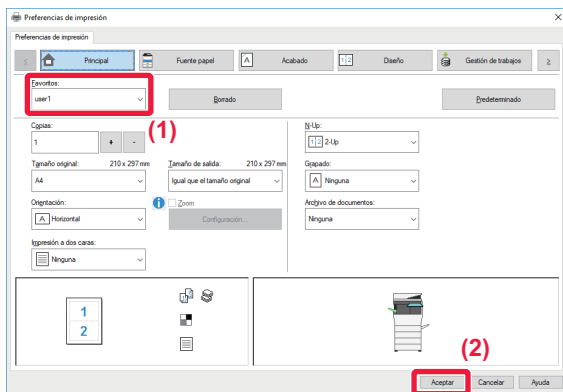 Preferencias de impresión
Preferencias de impresión
Principal Fuente papel Acabado Diseño Gestión de trabajos
Favoritos:
user1 Borrado Predeterminado
(1)
Copias: N-Up:
1 + - 1 2 2-Up
Tamaño original: 210 x 297 mm Tamaño de salida: 210 x 297 mm Grapado:
A4 Igual que el tamaño original A Ninguna
Orientación: Zoom Archivo de documentos:
A Horizontal Configuración... Ninguna
Impresión a dos caras:
Ninguna
1
2
(2)
Aceptar Cancelar Ayuda